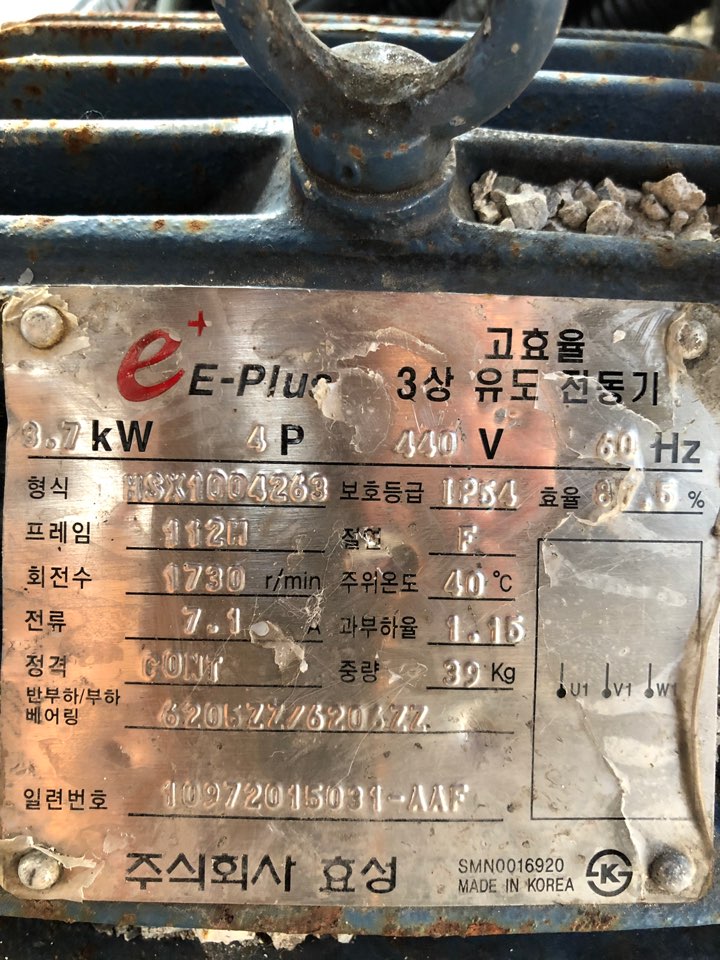 고효율
e+ E-Plus 3상 유도 전동기
3.7 kW 4 P 440 V 60 Hz
형식 HSX1004263 보호등급 IP54 효율 87.5 %
프레임 112M 절연 F
회전수 1730 r/min 주위온도 40 ℃
전류 7.1 A 과부하율 1.15
정격 CONT 중량 39 Kg
반부하/부하
베어링
U1 V1 W1
일련번호 10972015031-AAF
주식회사 효성 SMN0016920
MADE IN KOREA